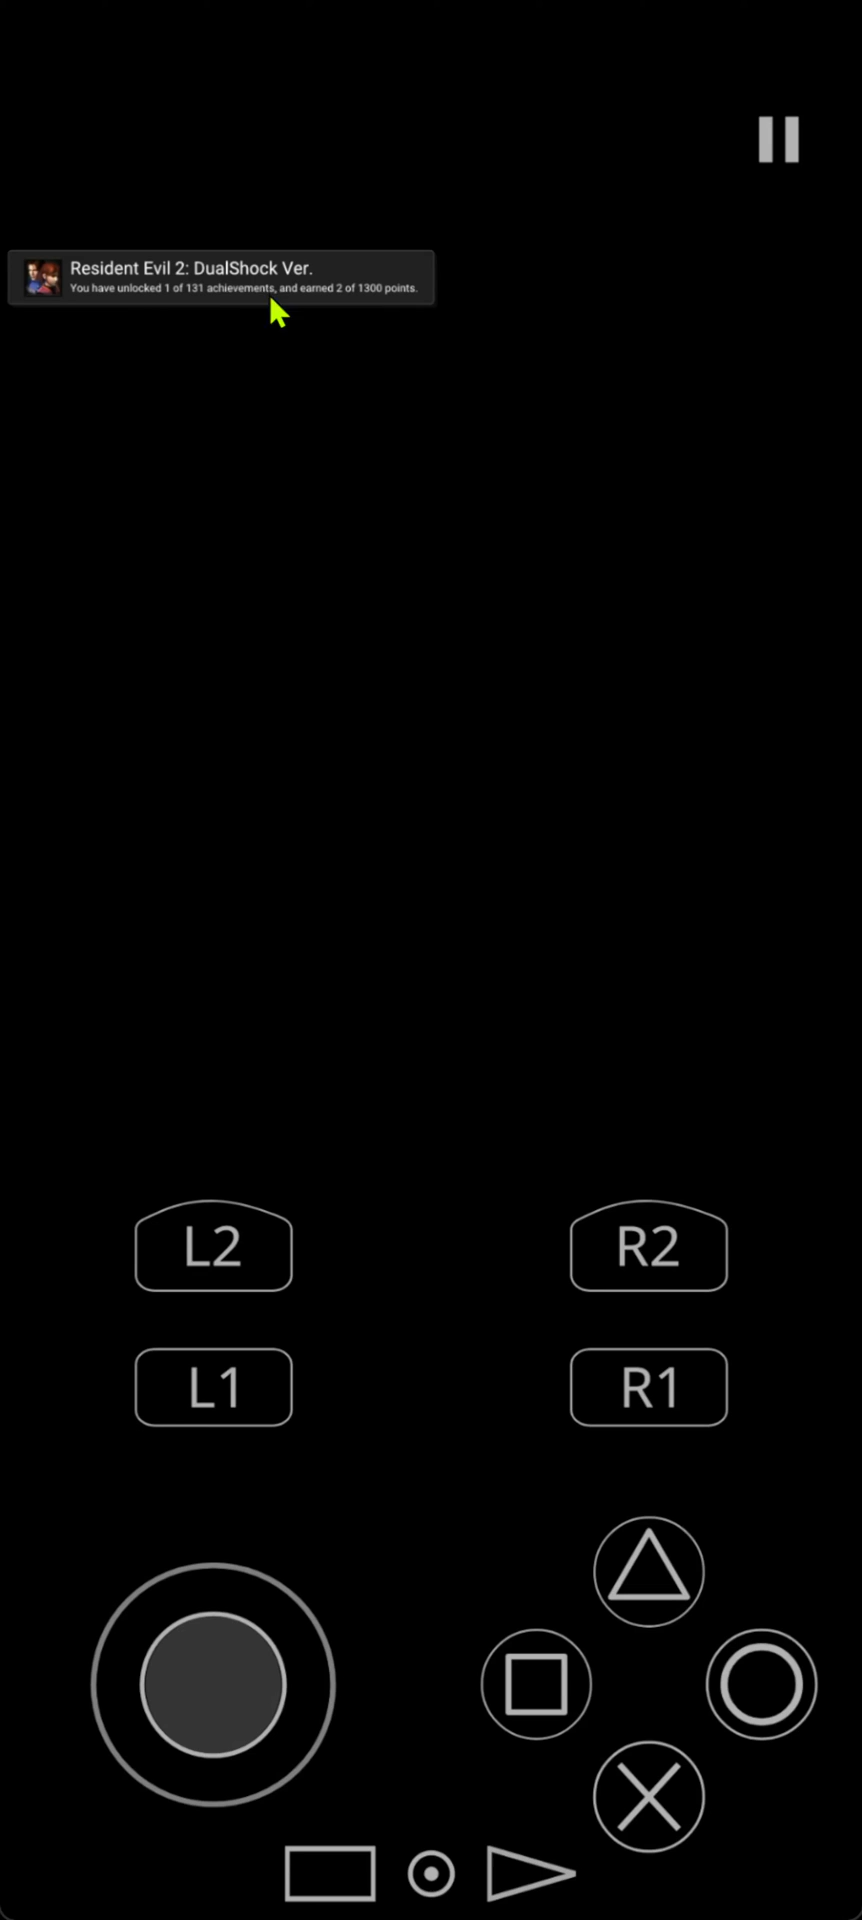 Resident Evil 2: DualShock Ver.
You have unlocked 1 of 131 achievements, and earned 2 of 1300 points.
L2 R2
L1 R1